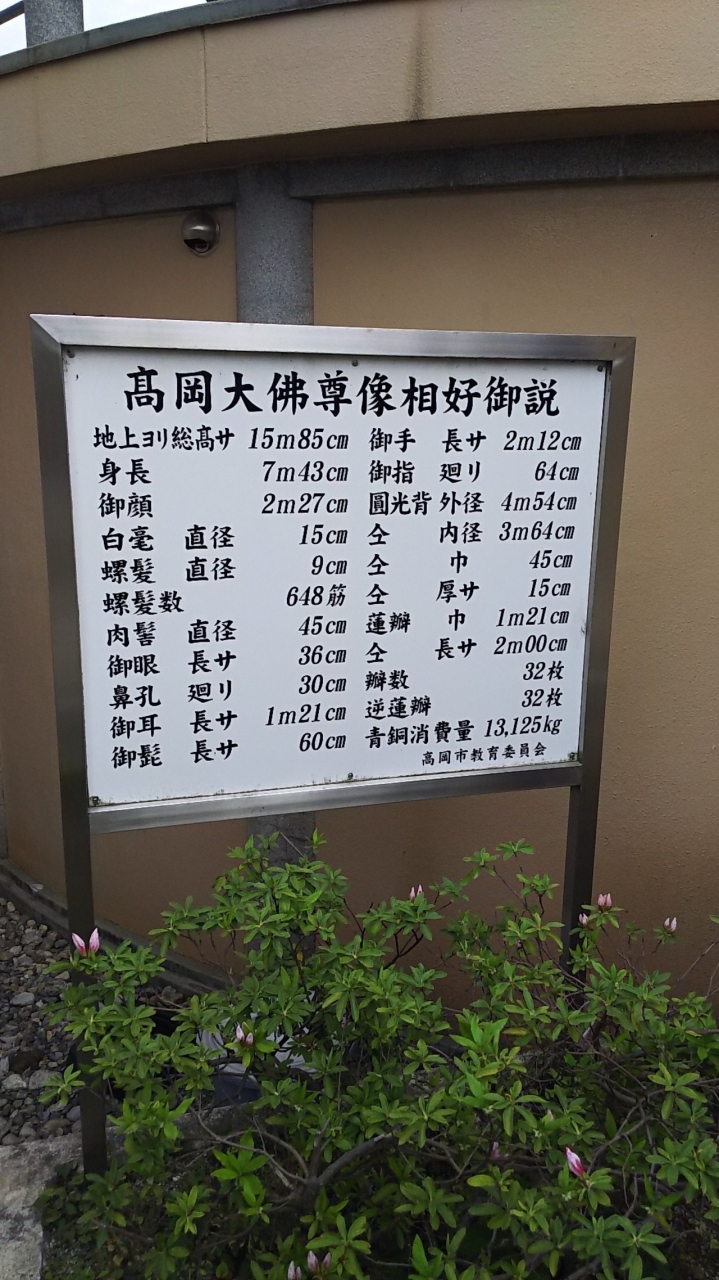 髙岡大佛尊像相好御説
地上ヨリ総髙サ 15m85cm
身長 7m43cm
御顔 2m27cm
白毫 直径 15cm
螺髪 直径 9cm
螺髪数 648筋
肉髻 直径 45cm
御眼 長サ 36cm
鼻孔 廻リ 30cm
御耳 長サ 1m21cm
御髭 長サ 60cm
御手 長サ 2m12cm
御指 廻リ 64cm
圓光背 外径 4m54cm
仝 内径 3m64cm
仝 巾 45cm
仝 厚サ 15cm
蓮瓣 巾 1m21cm
仝 長サ 2m00cm
瓣数 32枚
逆蓮瓣 32枚
青銅消費量 13,125kg
高岡市教育委員会